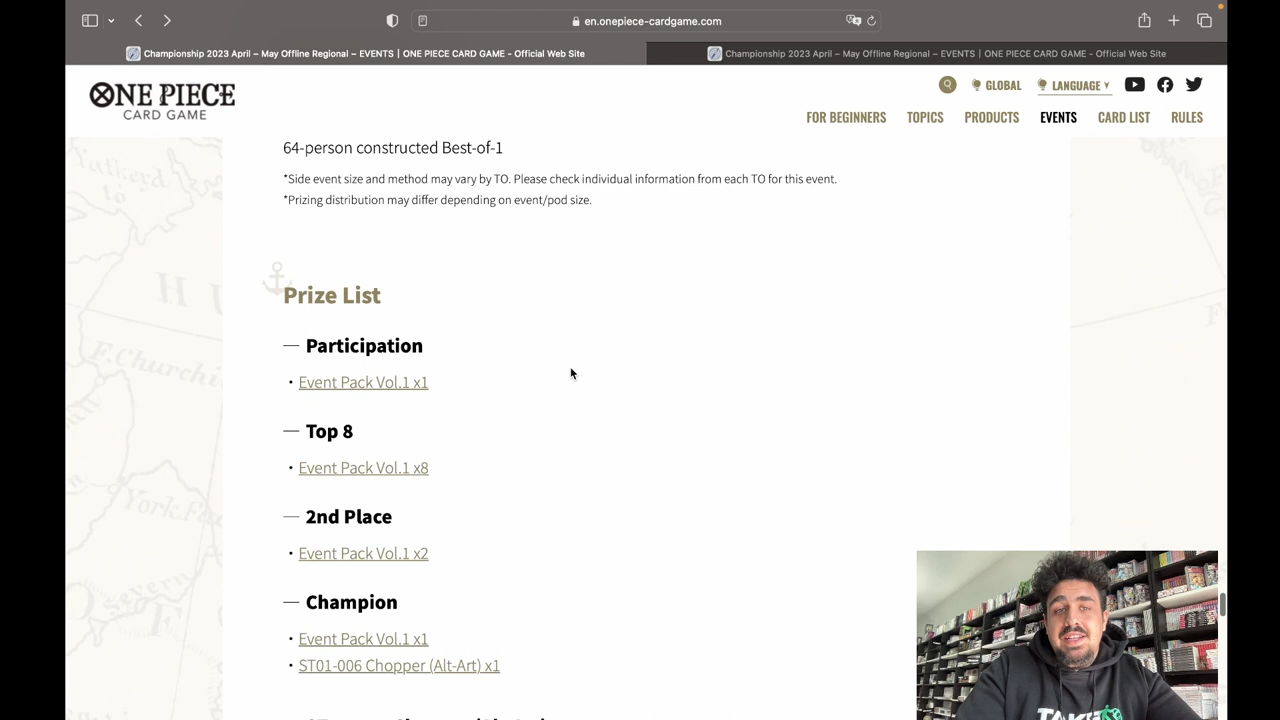 en.onepiece-cardgame.com
Championship 2023 April – May Offline Regional – EVENTS | ONE PIECE CARD GAME - Official Web Site
Championship 2023 April – May Offline Regional – EVENTS | ONE PIECE CARD GAME - Official Web Site
ONE PIECE
CARD GAME
GLOBAL
LANGUAGE
FOR BEGINNERS
TOPICS
PRODUCTS
EVENTS
CARD LIST
RULES
64-person constructed Best-of-1
*Side event size and method may vary by TO. Please check individual information from each TO for this event.
*Prizing distribution may differ depending on event/pod size.
Prize List
— Participation
・Event Pack Vol.1 x1
— Top 8
・Event Pack Vol.1 x8
— 2nd Place
・Event Pack Vol.1 x2
— Champion
・Event Pack Vol.1 x1
・ST01-006 Chopper (Alt-Art) x1